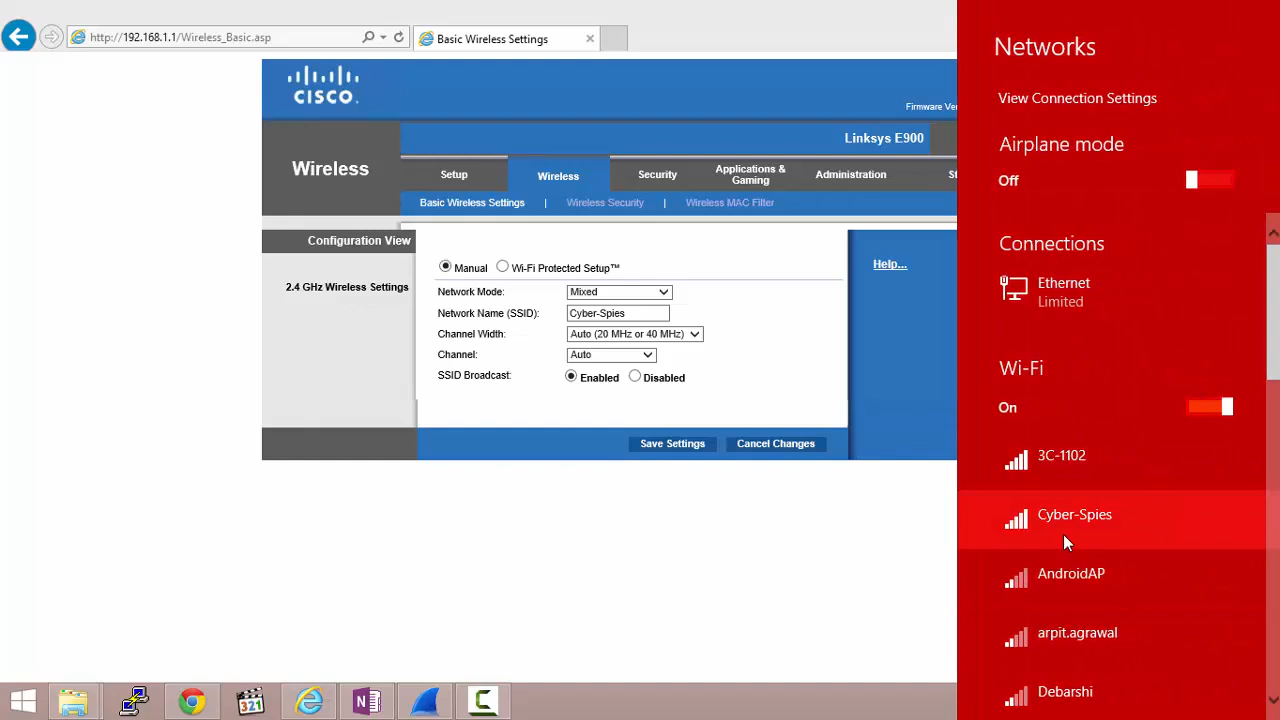 http://192.168.1.1/Wireless_Basic.asp
Basic Wireless Settings
CISCO.
Firmware Ver
Linksys E900
Wireless
Setup
Wireless
Security
Applications &
Gaming
Administration
St
Basic Wireless Settings | Wireless Security | Wireless MAC Filter
Configuration View
2.4 GHz Wireless Settings
Manual
Wi-Fi Protected Setup™
Network Mode: Mixed
Network Name (SSID): Cyber-Spies
Channel Width: Auto (20 MHz or 40 MHz)
Channel: Auto
SSID Broadcast: Enabled Disabled
Help...
Save Settings
Cancel Changes
Networks
View Connection Settings
Airplane mode
Off
Connections
Ethernet
Limited
Wi-Fi
On
3C-1102
Cyber-Spies
AndroidAP
arpit.agrawal
Debarshi
321